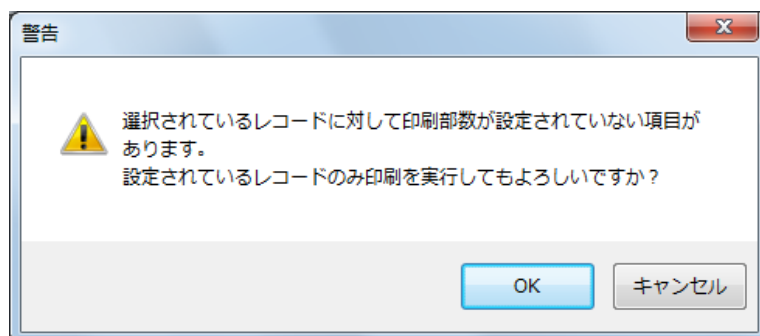 警告
選択されているレコードに対して印刷部数が設定されていない項目が
あります。
設定されているレコードのみ印刷を実行してもよろしいですか？
OK
キャンセル